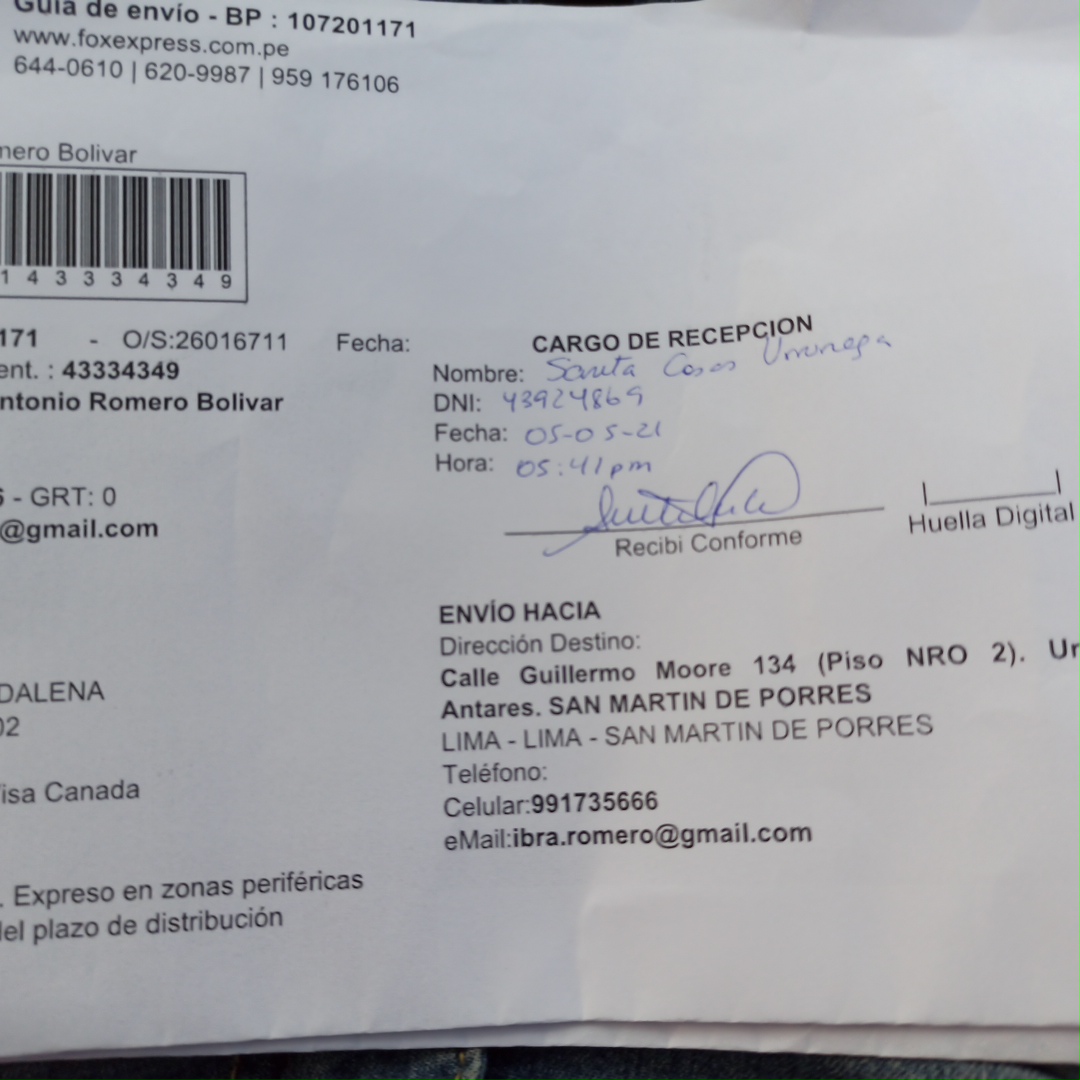 Guía de envío - BP : 107201171
www.foxexpress.com.pe
644-0610 | 620-9987 | 959 176106
mero Bolivar
1 4 3 3 3 4 3 4 9
171 - O/S:26016711 Fecha:
ent. : 43334349
ntonio Romero Bolivar
6 - GRT: 0
@gmail.com
DALENA
02
isa Canada
. Expreso en zonas periféricas
del plazo de distribución
CARGO DE RECEPCION
Nombre: Sarita
DNI: 43924869
Fecha: 05-05-21
Hora: 05:41pm
Recibi Conforme
Huella Digital
ENVÍO HACIA
Dirección Destino:
Calle Guillermo Moore 134 (Piso NRO 2). Ur
Antares. SAN MARTIN DE PORRES
LIMA - LIMA - SAN MARTIN DE PORRES
Teléfono:
Celular:991735666
eMail:ibra.romero@gmail.com